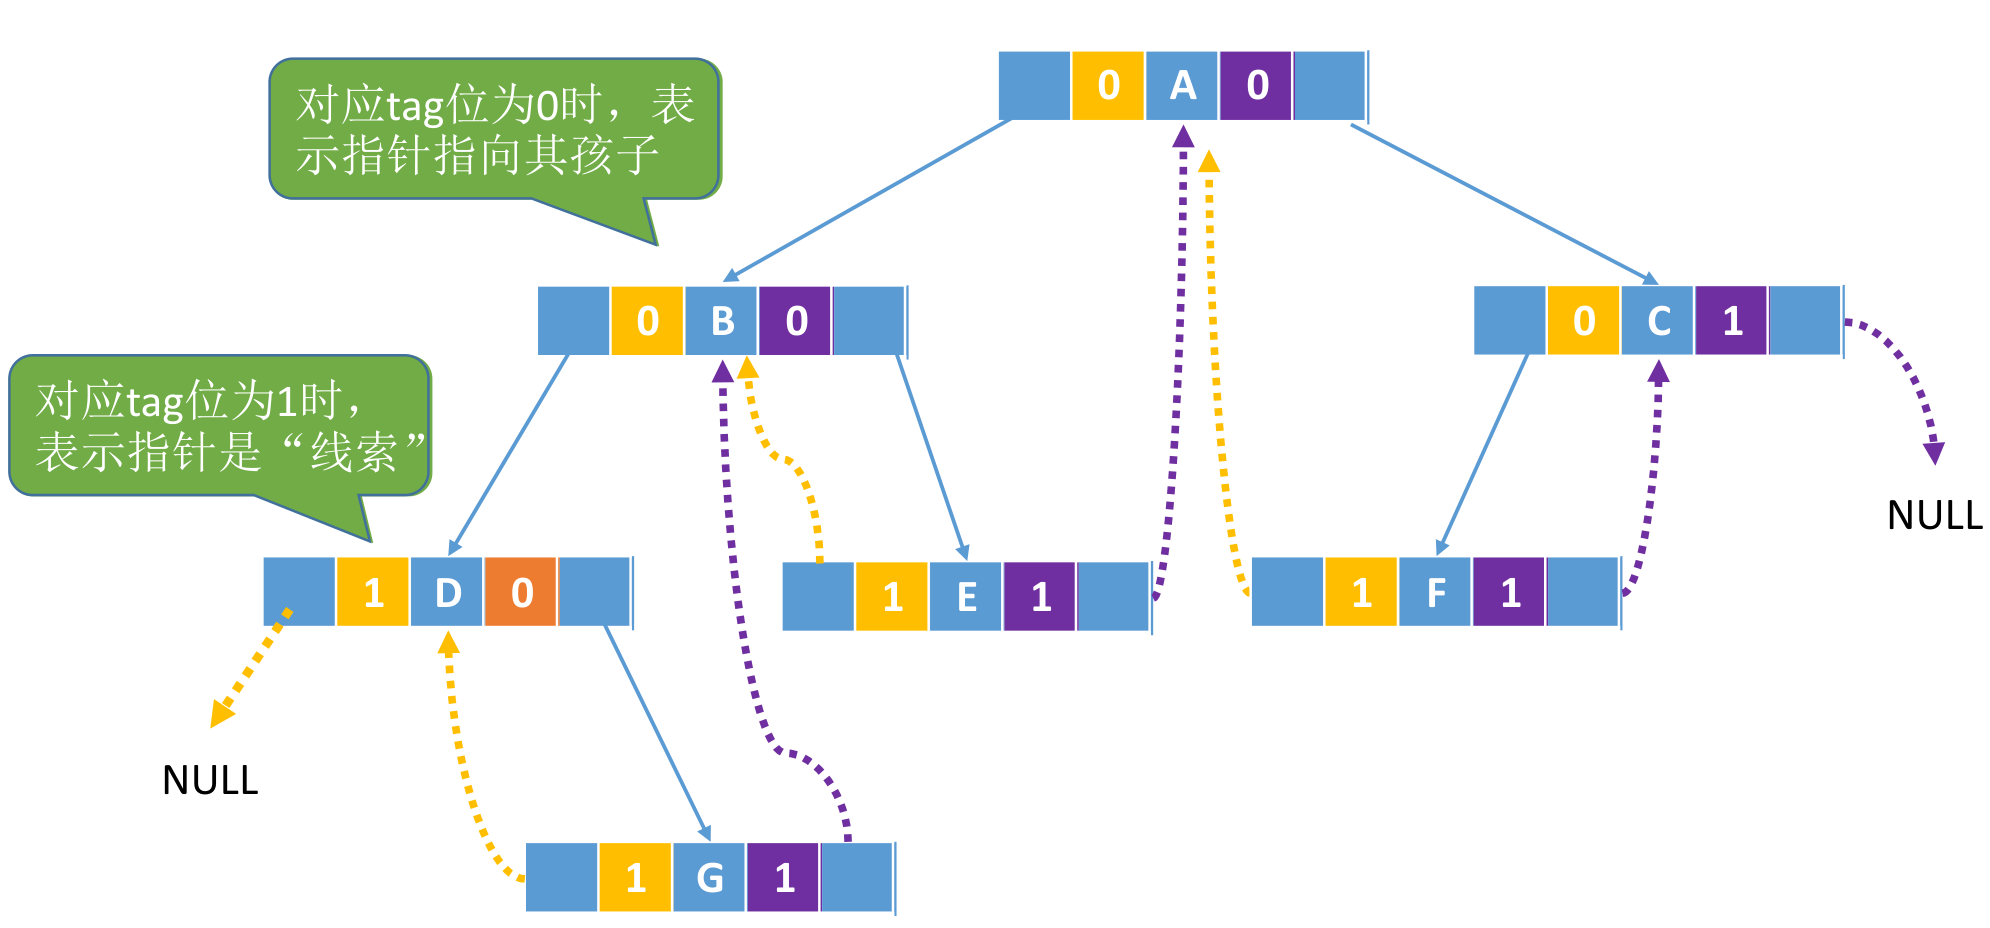 对应tag位为0时，表
示指针指向其孩子
0 A 0
0 B 0
0 C 1
对应tag位为1时，
表示指针是“线索”
NULL
1 D 0
1 E 1
1 F 1
NULL
1 G 1